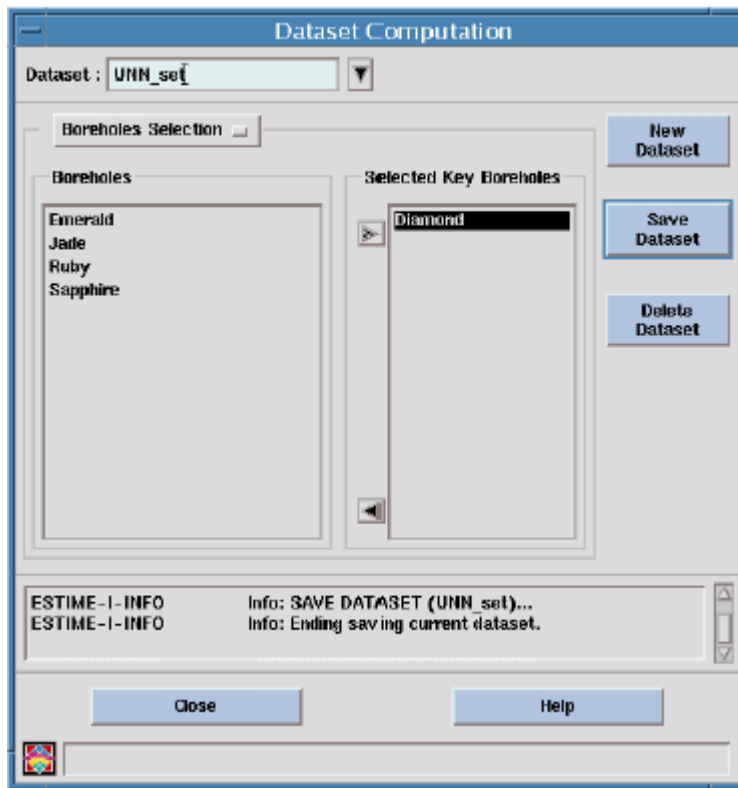 Dataset Computation
Dataset : UNN_set
Boreholes Selection
New
Dataset
Boreholes
Selected Key Boreholes
Emerald
Jade
Ruby
Sapphire
Diamond
Save
Dataset
Delete
Dataset
ESTIME-I-INFO Info: SAVE DATASET (UNN_set)...
ESTIME-I-INFO Info: Ending saving current dataset.
Close
Help